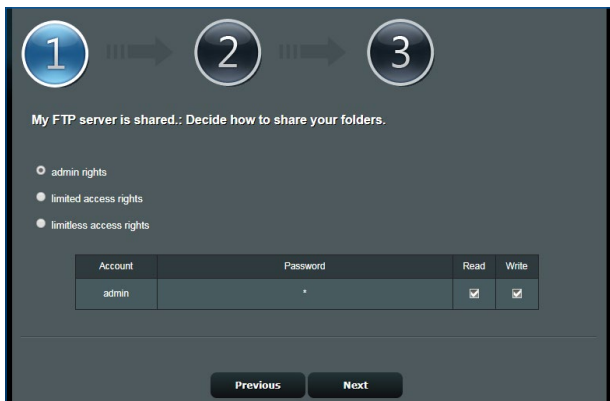 1 2 3
My FTP server is shared.: Decide how to share your folders.
admin rights
limited access rights
limitless access rights
Account Password Read Write
admin *
Previous Next